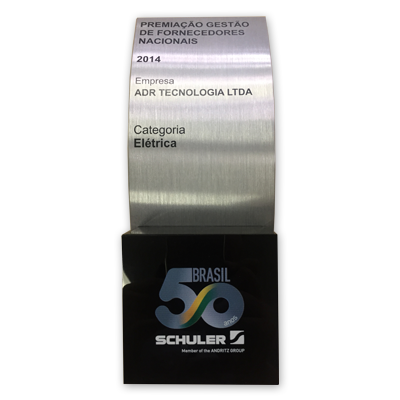 PREMIAÇÃO GESTÃO
DE FORNECEDORES
NACIONAIS
2014
Empresa
ADR TECNOLOGIA LTDA
Categoria
Elétrica
BRASIL
50
anos
SCHULER
Member of the ANDRITZ GROUP